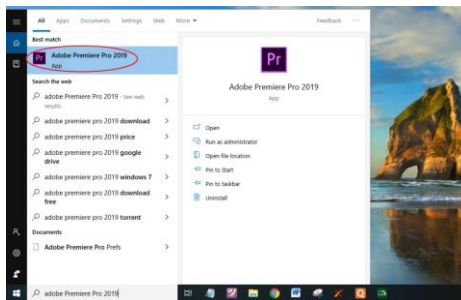 All Apps Documents Settings Web More Feedback ...
Best match
Pr Adobe Premiere Pro 2019
App
Search the web
adobe premiere pro 2019 - See web
results
adobe premiere pro 2019 download
adobe premiere pro 2019 price
adobe premiere pro 2019 google
drive
adobe premiere pro 2019 windows 7
adobe premiere pro 2019 download
free
adobe premiere pro 2019 torrent
Documents
Adobe Premiere Pro Prefs
Pr
Adobe Premiere Pro 2019
App
Open
Run as administrator
Open file location
Pin to Start
Pin to taskbar
Uninstall
adobe Premiere Pro 2019